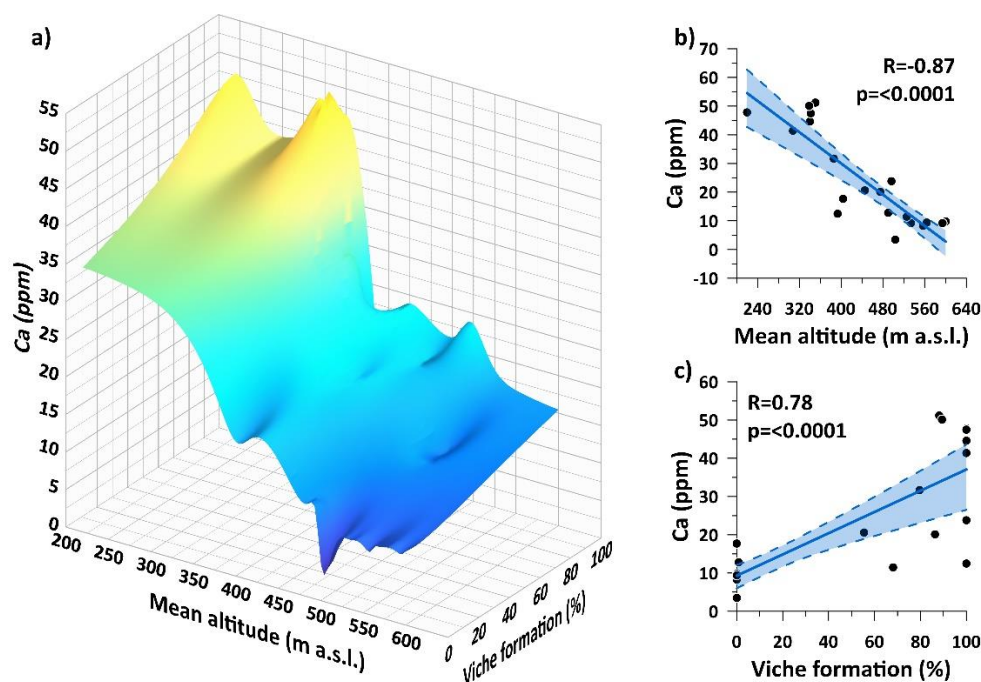 a)
55
50
45
40
35
30
25
20
15
10
5
0
Ca (ppm)
200 250 300 350 400 450 500 550 600
Mean altitude (m a.s.l.)
0 20 40 60 80 100
Viche formation (%)
b)
R=-0.87
p=<0.0001
70
60
50
40
30
20
10
0
-10
Ca (ppm)
240 320 400 480 560 640
Mean altitude (m a.s.l.)
c)
R=0.78
p=<0.0001
60
50
40
30
20
10
0
Ca (ppm)
0 20 40 60 80 100
Viche formation (%)